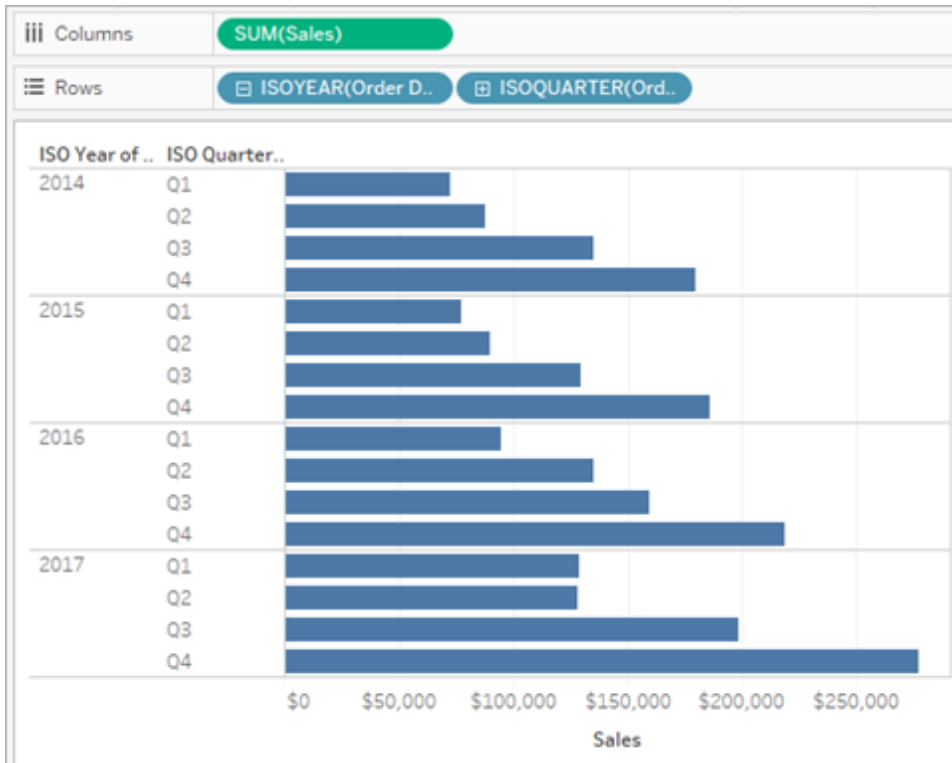 Columns SUM(Sales)
Rows ISOYEAR(Order D.. ISOQUARTER(Ord..
ISO Year of .. ISO Quarter..
2014 Q1
Q2
Q3
Q4
2015 Q1
Q2
Q3
Q4
2016 Q1
Q2
Q3
Q4
2017 Q1
Q2
Q3
Q4
$0 $50,000 $100,000 $150,000 $200,000 $250,000
Sales